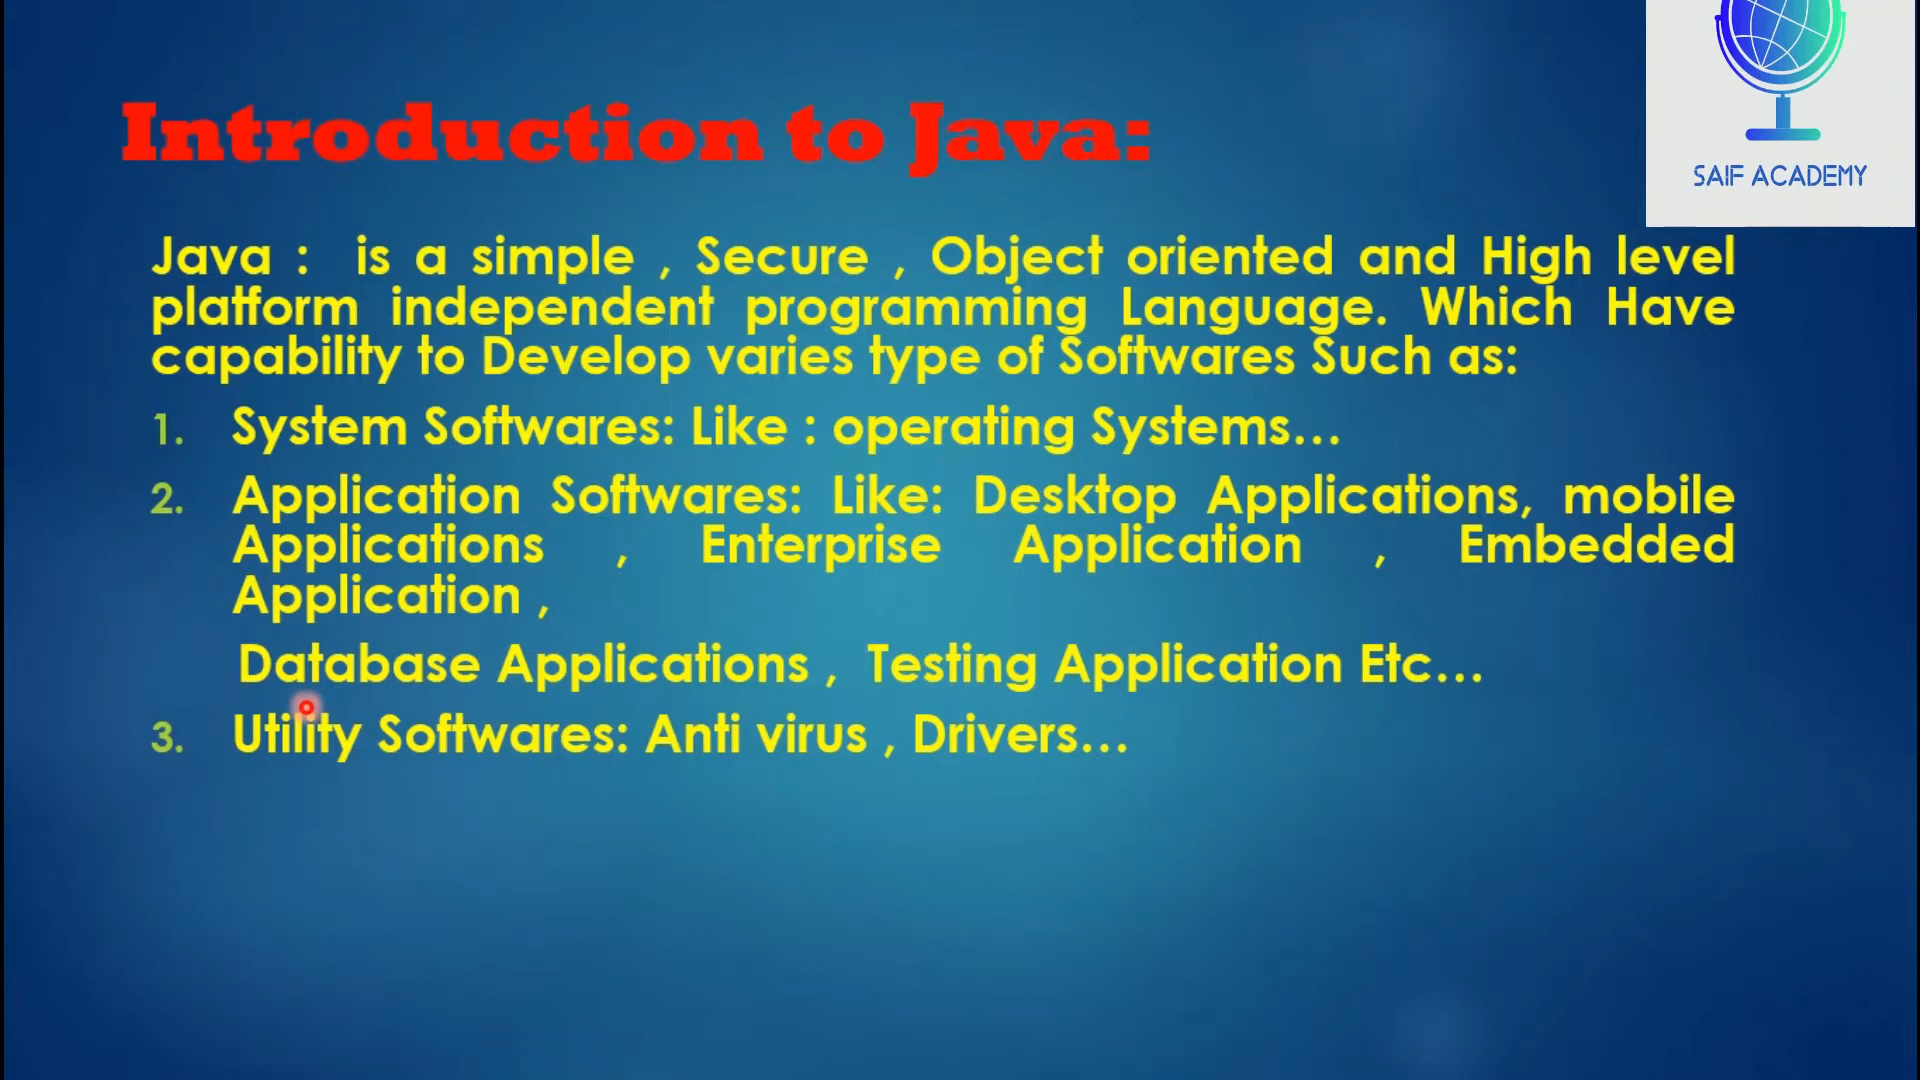 SAIF ACADEMY
Introduction to Java:
Java : is a simple , Secure , Object oriented and High level
platform independent programming Language. Which Have
capability to Develop varies type of Softwares Such as:
1. System Softwares: Like : operating Systems...
2. Application Softwares: Like: Desktop Applications, mobile
Applications , Enterprise Application , Embedded
Application ,
Database Applications , Testing Application Etc...
3. Utility Softwares: Anti virus , Drivers...